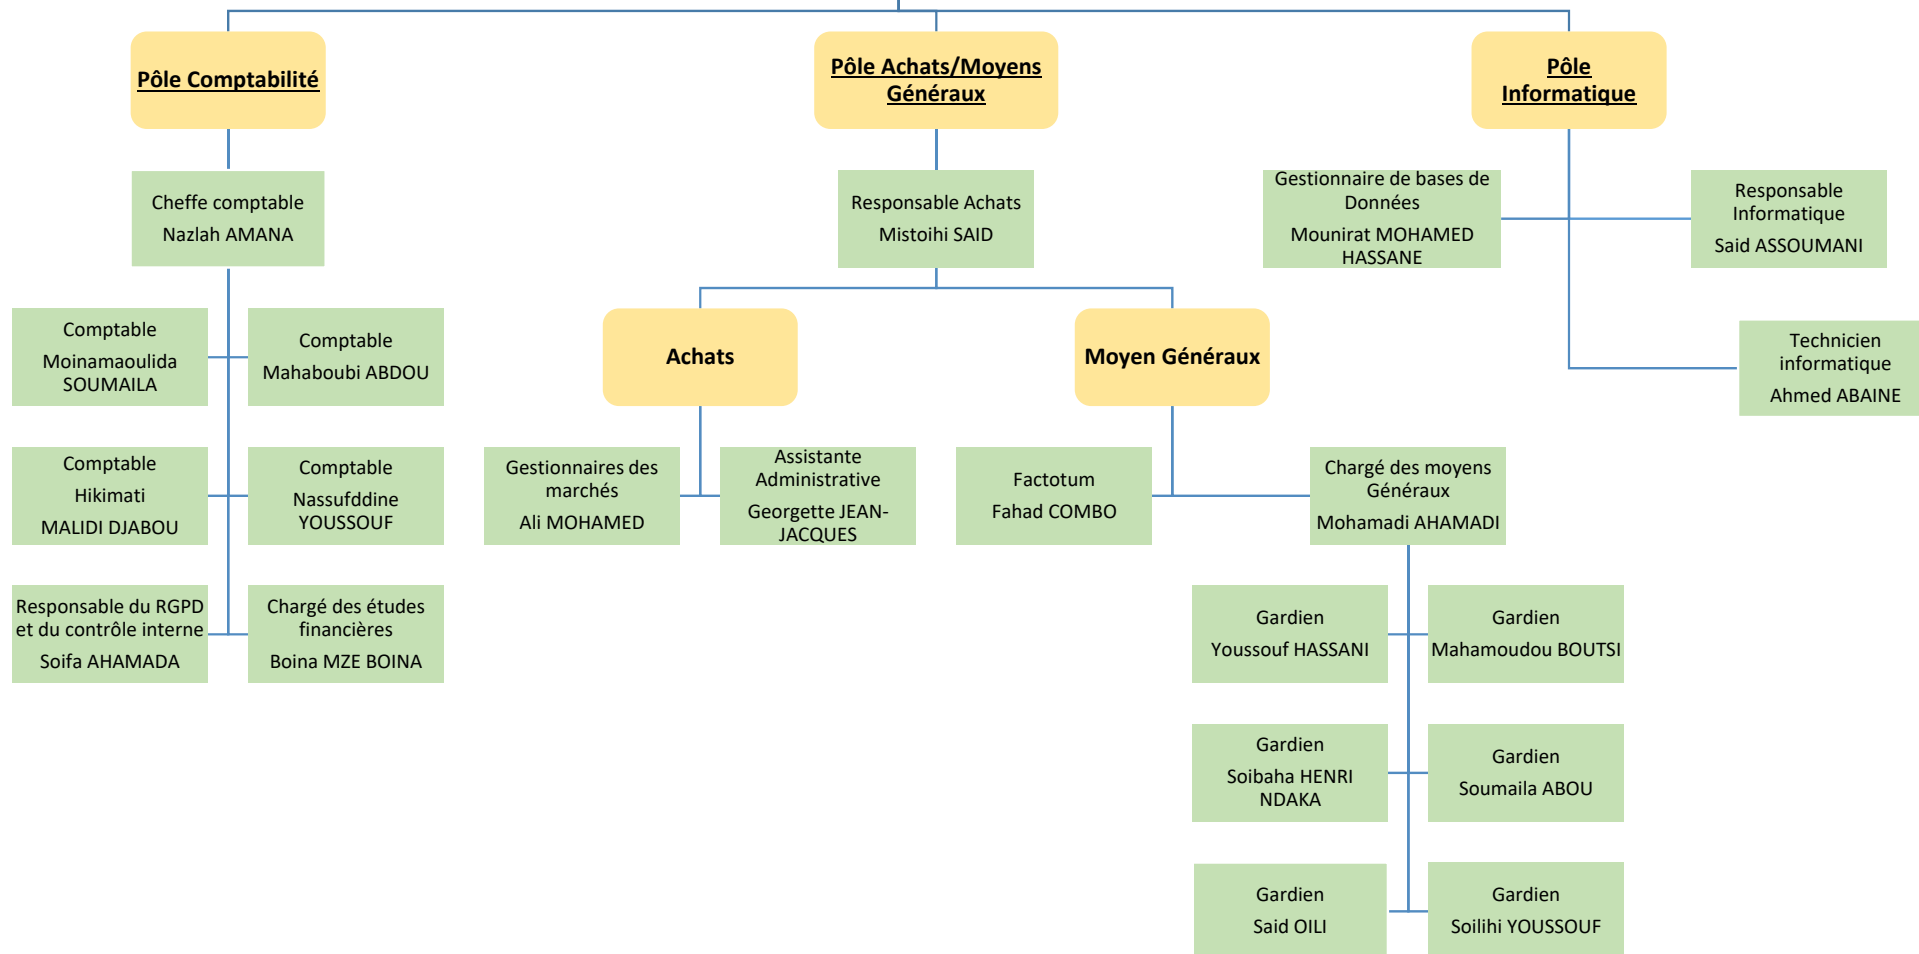 Pôle Comptabilité
Pôle Achats/Moyens
Généraux
Pôle
Informatique
Cheffe comptable
Nazlah AMANA
Responsable Achats
Mistoihi SAID
Gestionnaire de bases de
Données
Mounirat MOHAMED
HASSANE
Responsable
Informatique
Said ASSOUMANI
Comptable
Moinamaoulida
SOUMAILA
Comptable
Mahaboubi ABDOU
Achats
Moyen Généraux
Technicien
informatique
Ahmed ABAINE
Comptable
Hikimati
MALIDI DJABOU
Comptable
Nassufddine
YOUSSOUF
Gestionnaires des
marchés
Ali MOHAMED
Assistante
Administrative
Georgette JEAN-
JACQUES
Factotum
Fahad COMBO
Chargé des moyens
Généraux
Mohamadi AHAMADI
Responsable du RGPD
et du contrôle interne
Soifa AHAMADA
Chargé des études
financières
Boina MZE BOINA
Gardien
Youssouf HASSANI
Gardien
Mahamoudou BOUTSI
Gardien
Soibaha HENRI
NDAKA
Gardien
Soumaila ABOU
Gardien
Said OILI
Gardien
Soilihi YOUSSOUF